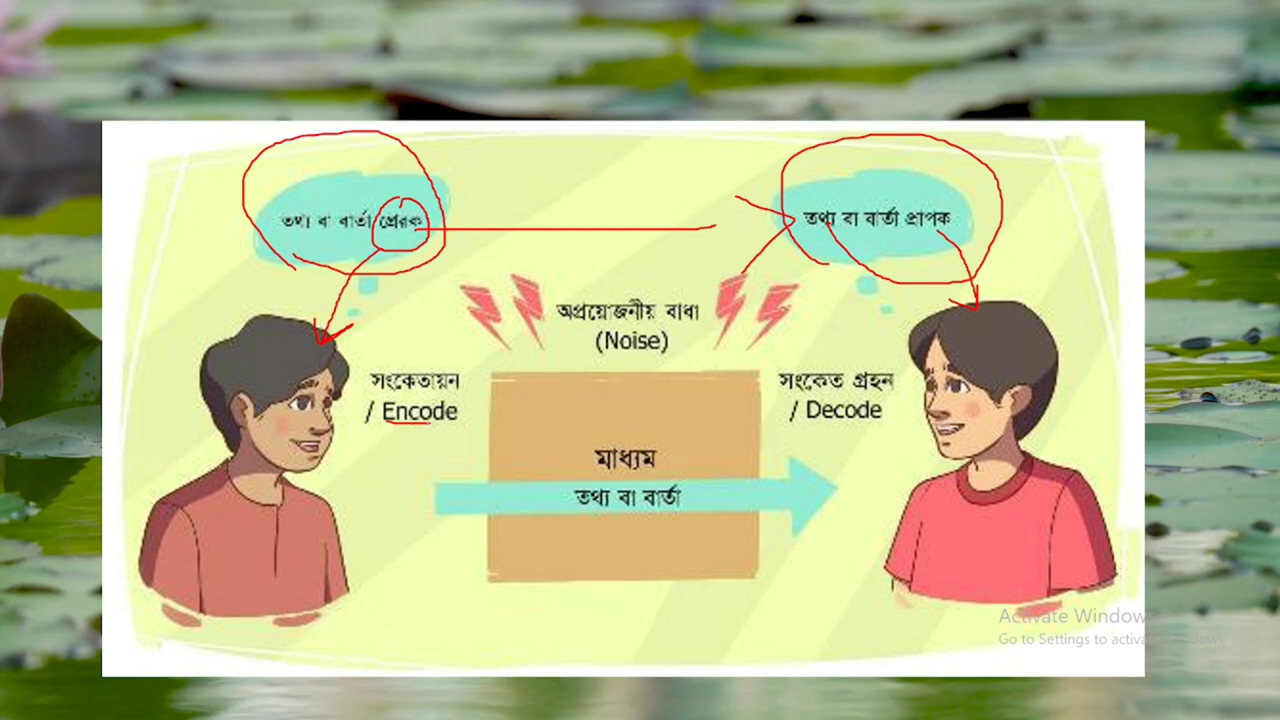 তথ্য বা বার্তা প্রেরক
তথ্য বা বার্তা প্রাপক
অপ্রয়োজনীয় বাধা
(Noise)
সংকেতায়ন
/ Encode
সংকেত গ্রহন
/ Decode
মাধ্যম
তথ্য বা বার্তা
Activate Windows
Go to Settings to activate Windows.